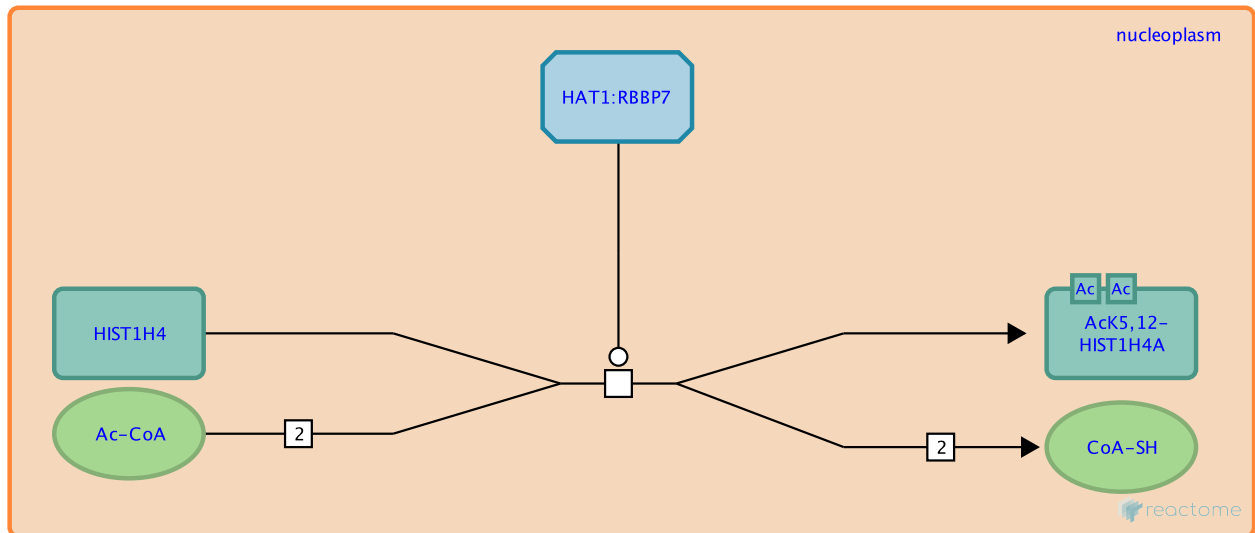 nucleoplasm
HAT1:RBBP7
HIST1H4
Ac
Ac
AcK5,12-
HIST1H4A
Ac-CoA
2
2
CoA-SH
reactome